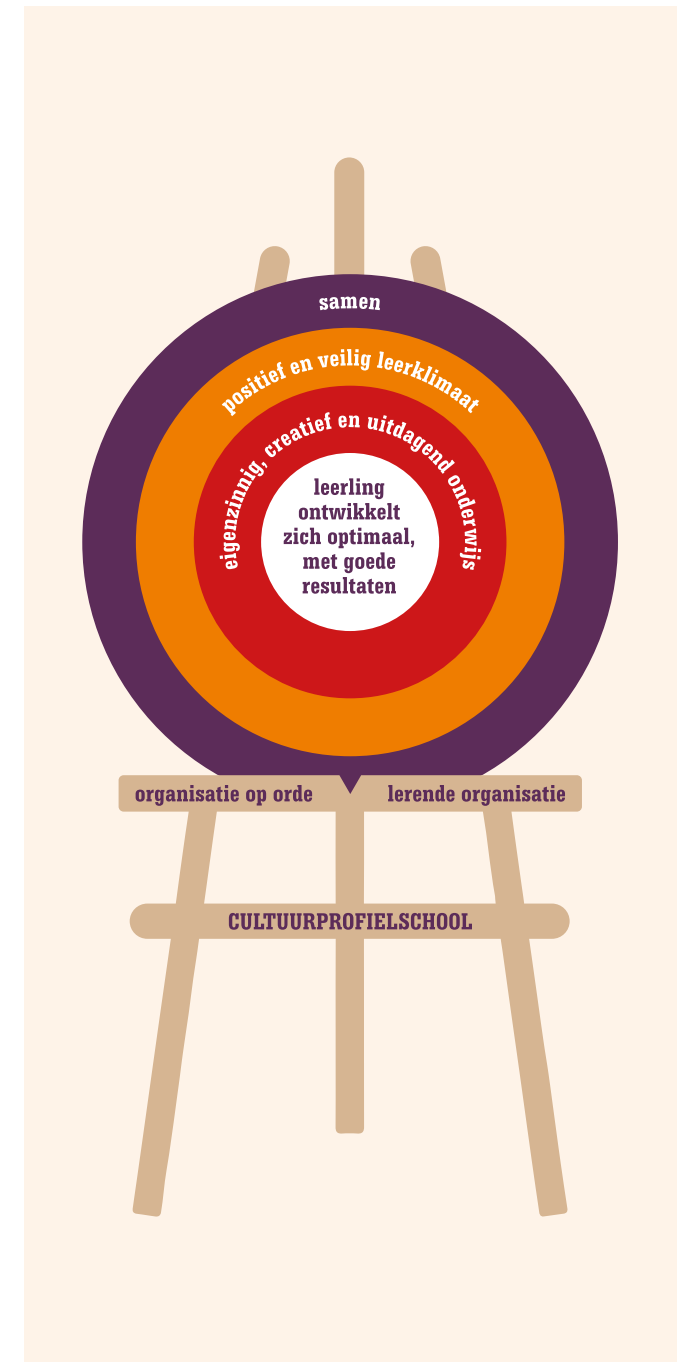 samen
positief en veilig leerklimaat
eigenzinnig, creatief en uitdagend onderwijs
leerling
ontwikkelt
zich optimaal,
met goede
resultaten
organisatie op orde
lerende organisatie
CULTUURPROFIELSCHOOL